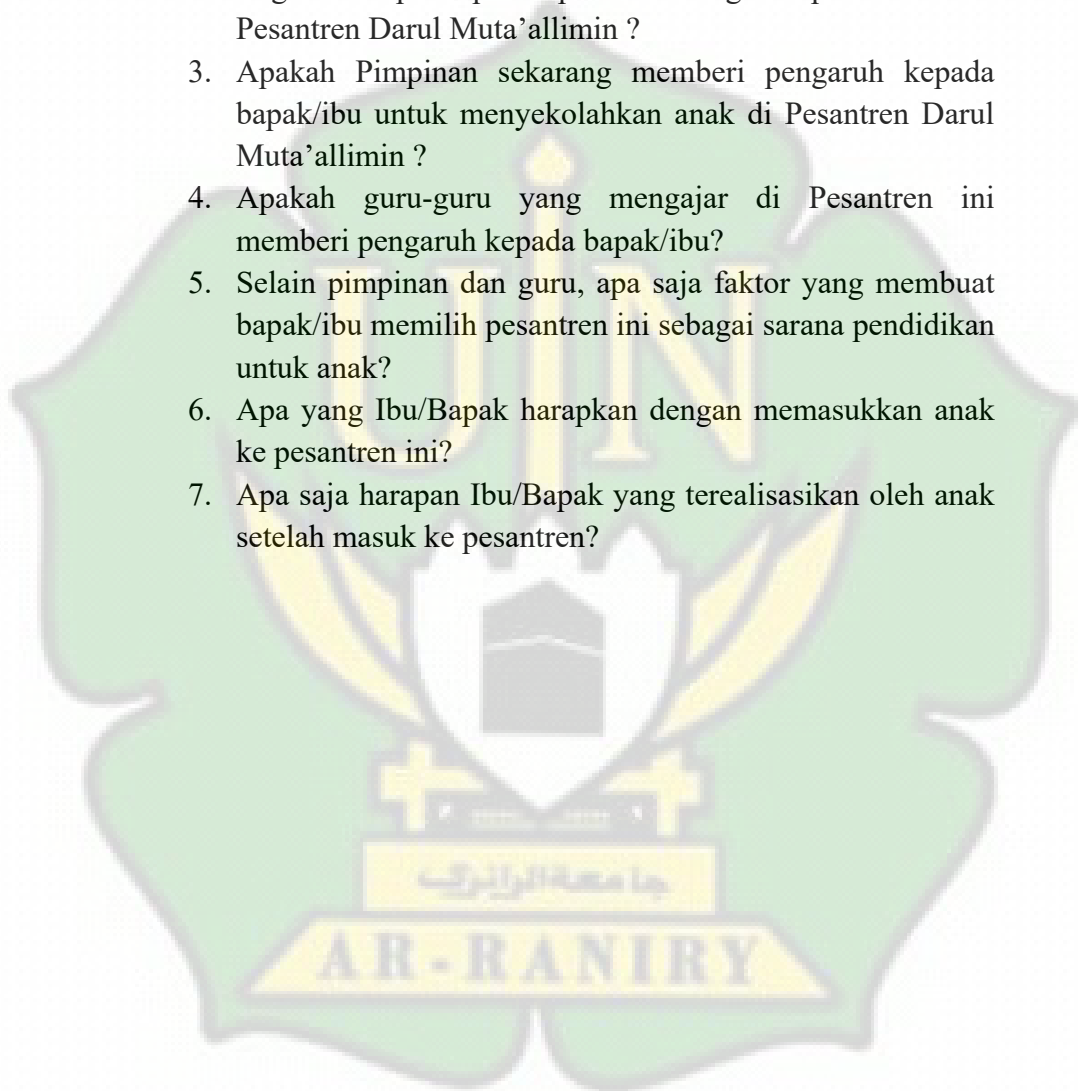 Pesantren Darul Muta’allimin ?
3. Apakah Pimpinan sekarang memberi pengaruh kepada
bapak/ibu untuk menyekolahkan anak di Pesantren Darul
Muta’allimin ?
4. Apakah guru-guru yang mengajar di Pesantren ini
memberi pengaruh kepada bapak/ibu?
5. Selain pimpinan dan guru, apa saja faktor yang membuat
bapak/ibu memilih pesantren ini sebagai sarana pendidikan
untuk anak?
6. Apa yang Ibu/Bapak harapkan dengan memasukkan anak
ke pesantren ini?
7. Apa saja harapan Ibu/Bapak yang terealisasikan oleh anak
setelah masuk ke pesantren?
UIN
جامعة الرانري
AR-RANIRY